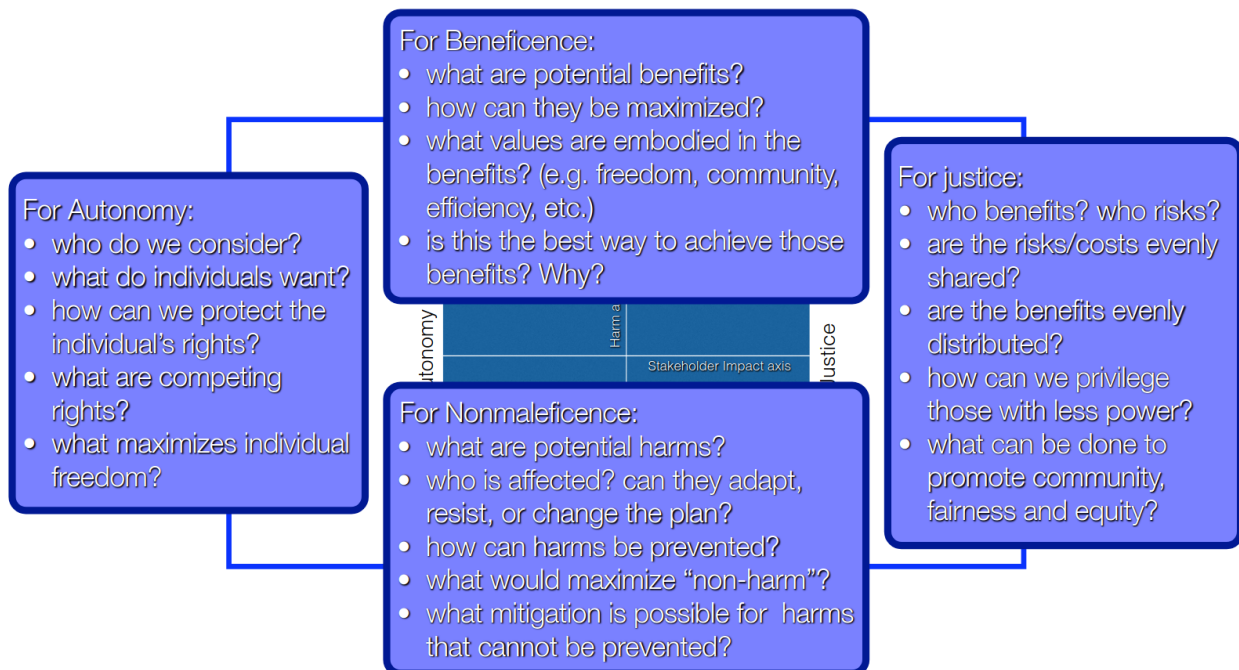 For Beneficence:
• what are potential benefits?
• how can they be maximized?
• what values are embodied in the
benefits? (e.g. freedom, community,
efficiency, etc.)
• is this the best way to achieve those
benefits? Why?
For Autonomy:
• who do we consider?
• what do individuals want?
• how can we protect the
individual's rights?
• what are competing
rights?
• what maximizes individual
freedom?
For justice:
• who benefits? who risks?
• are the risks/costs evenly
shared?
• are the benefits evenly
distributed?
• how can we privilege
those with less power?
• what can be done to
promote community,
fairness and equity?
utonomy
Harm a
Stakeholder Impact axis
Justice
For Nonmaleficence:
• what are potential harms?
• who is affected? can they adapt,
resist, or change the plan?
• how can harms be prevented?
• what would maximize “non-harm”?
• what mitigation is possible for harms
that cannot be prevented?